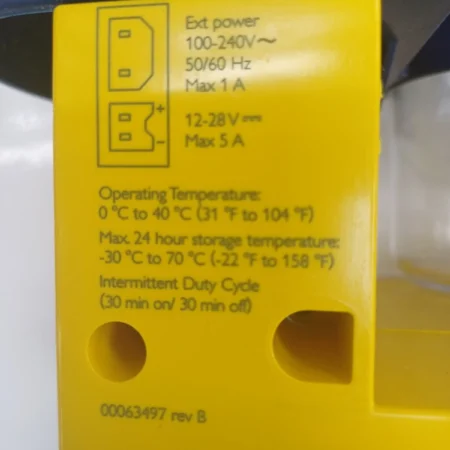 Ext power
100-240V~
50/60 Hz
Max 1 A
+
12-28V⎓
-
Max 5 A
Operating Temperature:
0 °C to 40 °C (31 °F to 104 °F)
Max. 24 hour storage temperature:
-30 °C to 70 °C (-22 °F to 158 °F)
Intermittent Duty Cycle
(30 min on/ 30 min off)
00063497 rev B